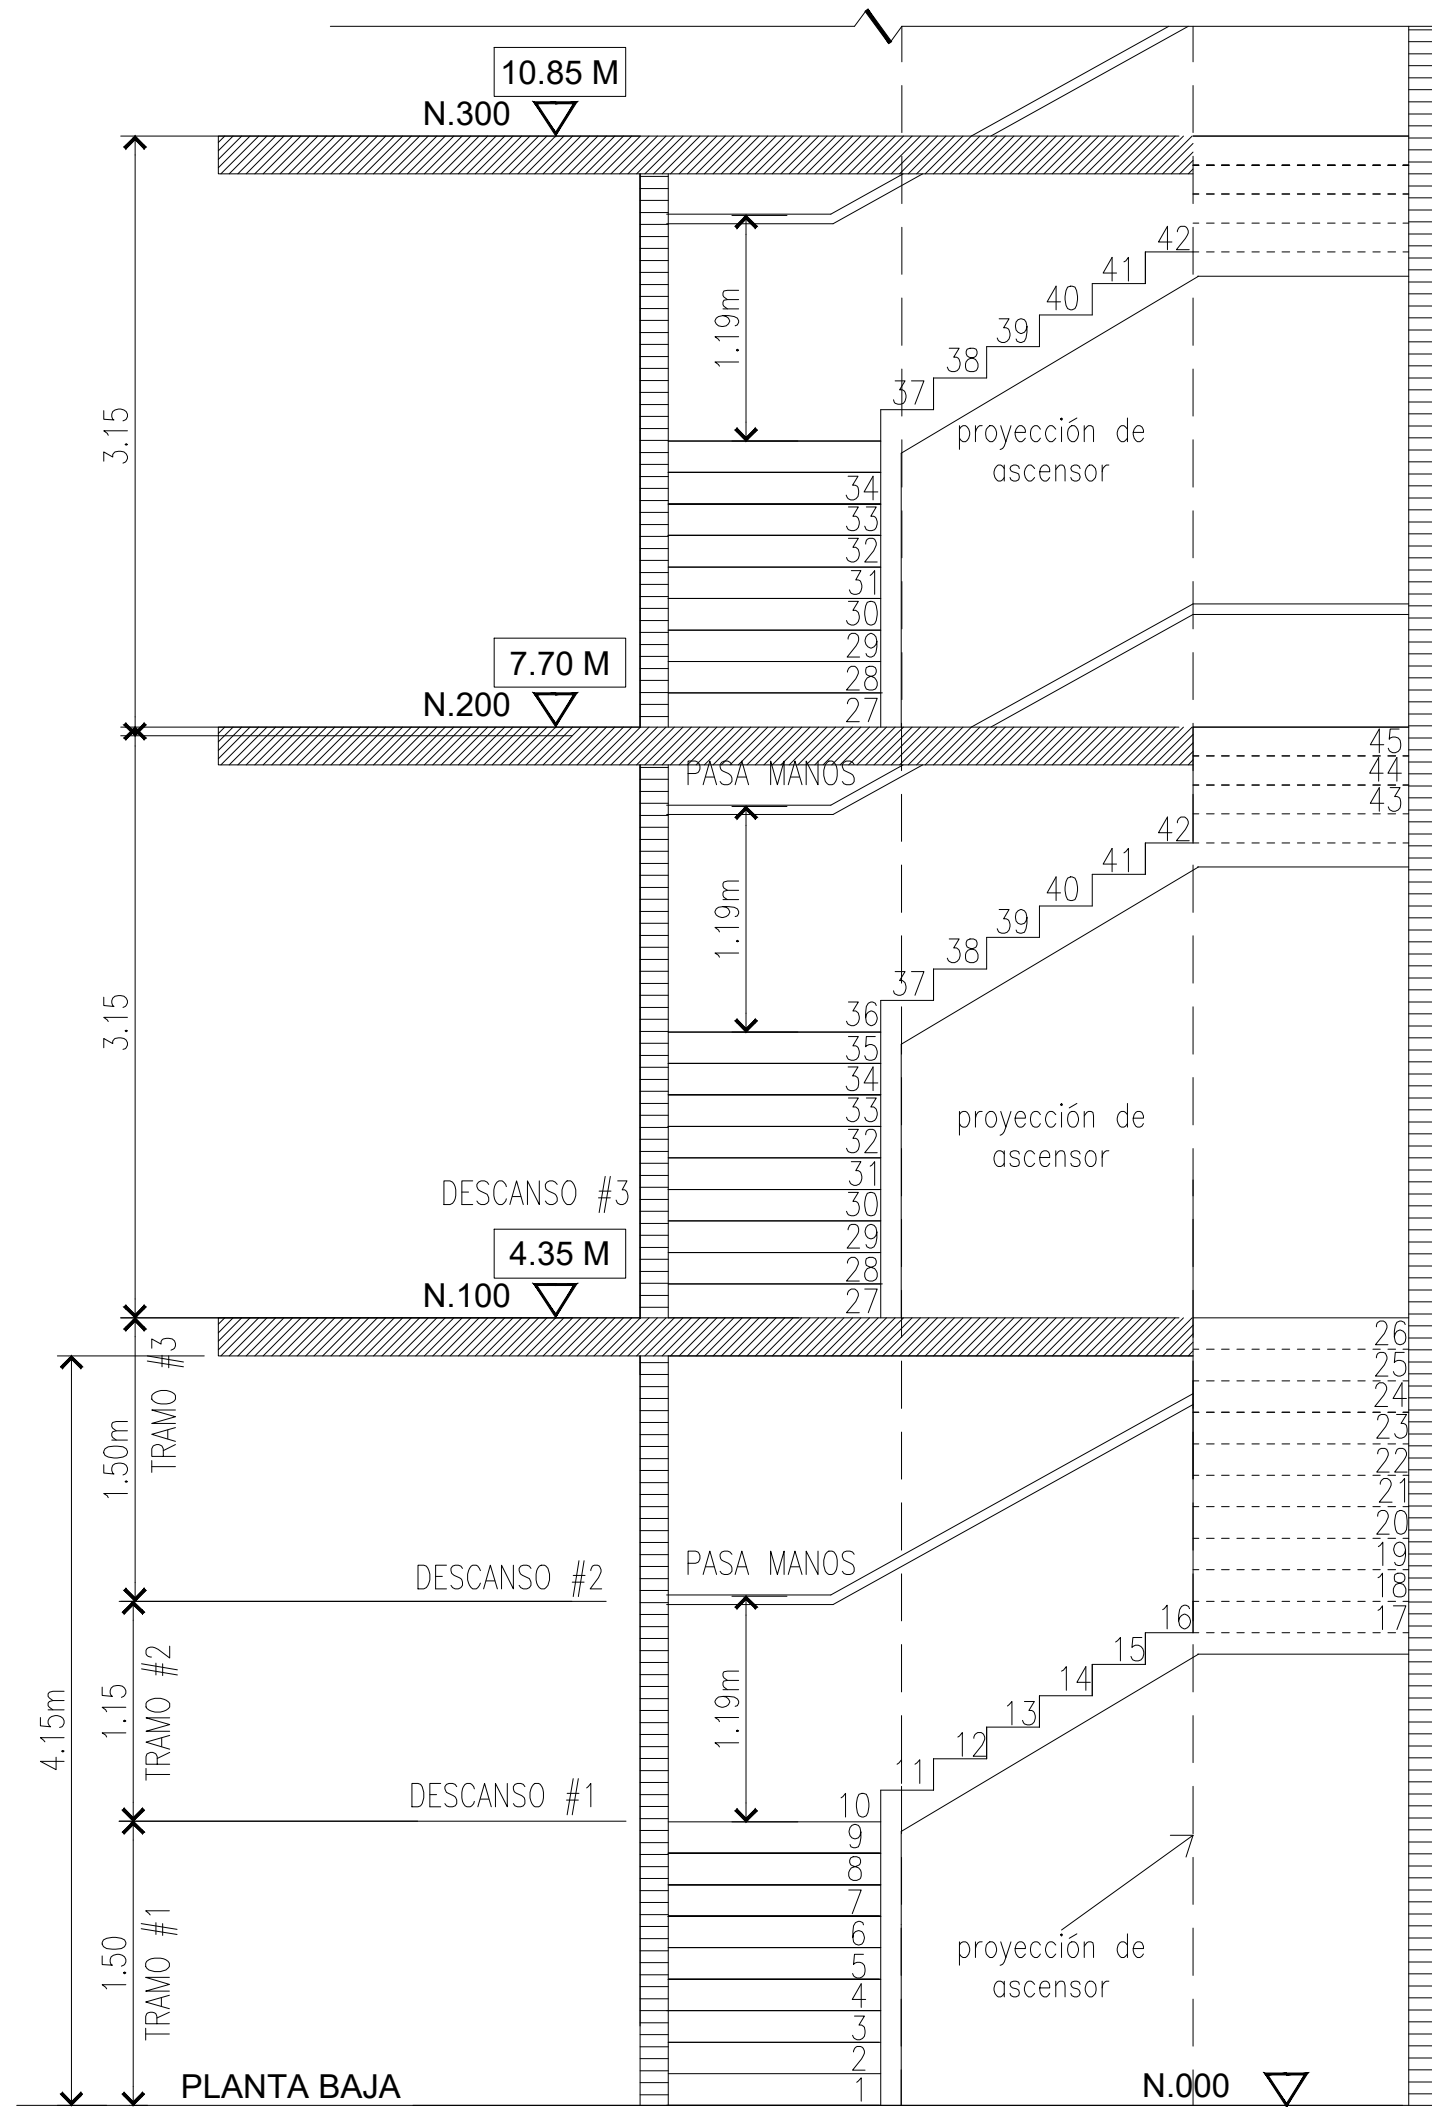 10.85 M
N.300
42
41
40
39
38
37
1.19m
3.15
proyección de
ascensor
34
33
32
31
30
29
28
27
7.70 M
N.200
PASA MANOS
45
44
43
42
41
40
39
38
37
36
35
34
33
32
31
30
29
28
27
1.19m
3.15
proyección de
ascensor
DESCANSO #3
4.35 M
N.100
26
25
24
23
22
21
20
19
18
17
16
15
14
13
12
11
10
9
8
7
6
5
4
3
2
1
TRAMO #3
1.50m
DESCANSO #2
PASA MANOS
1.19m
TRAMO #2
1.15
4.15m
DESCANSO #1
TRAMO #1
1.50
proyección de
ascensor
PLANTA BAJA
N.000